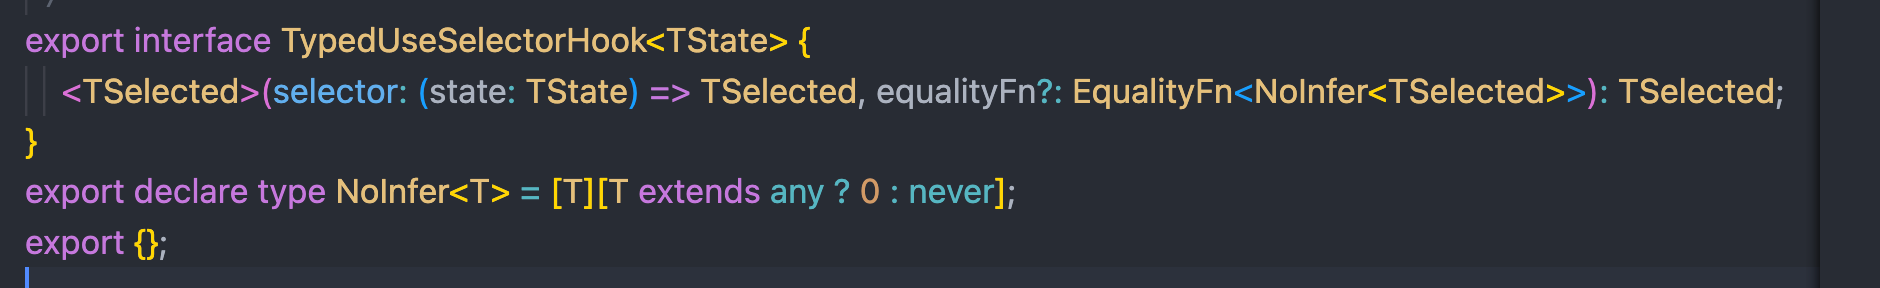 /
export interface TypedUseSelectorHook<TState> {
<TSelected>(selector: (state: TState) => TSelected, equalityFn?: EqualityFn<NoInfer<TSelected>>): TSelected;
}
export declare type NoInfer<T> = [T][T extends any ? 0 : never];
export {};